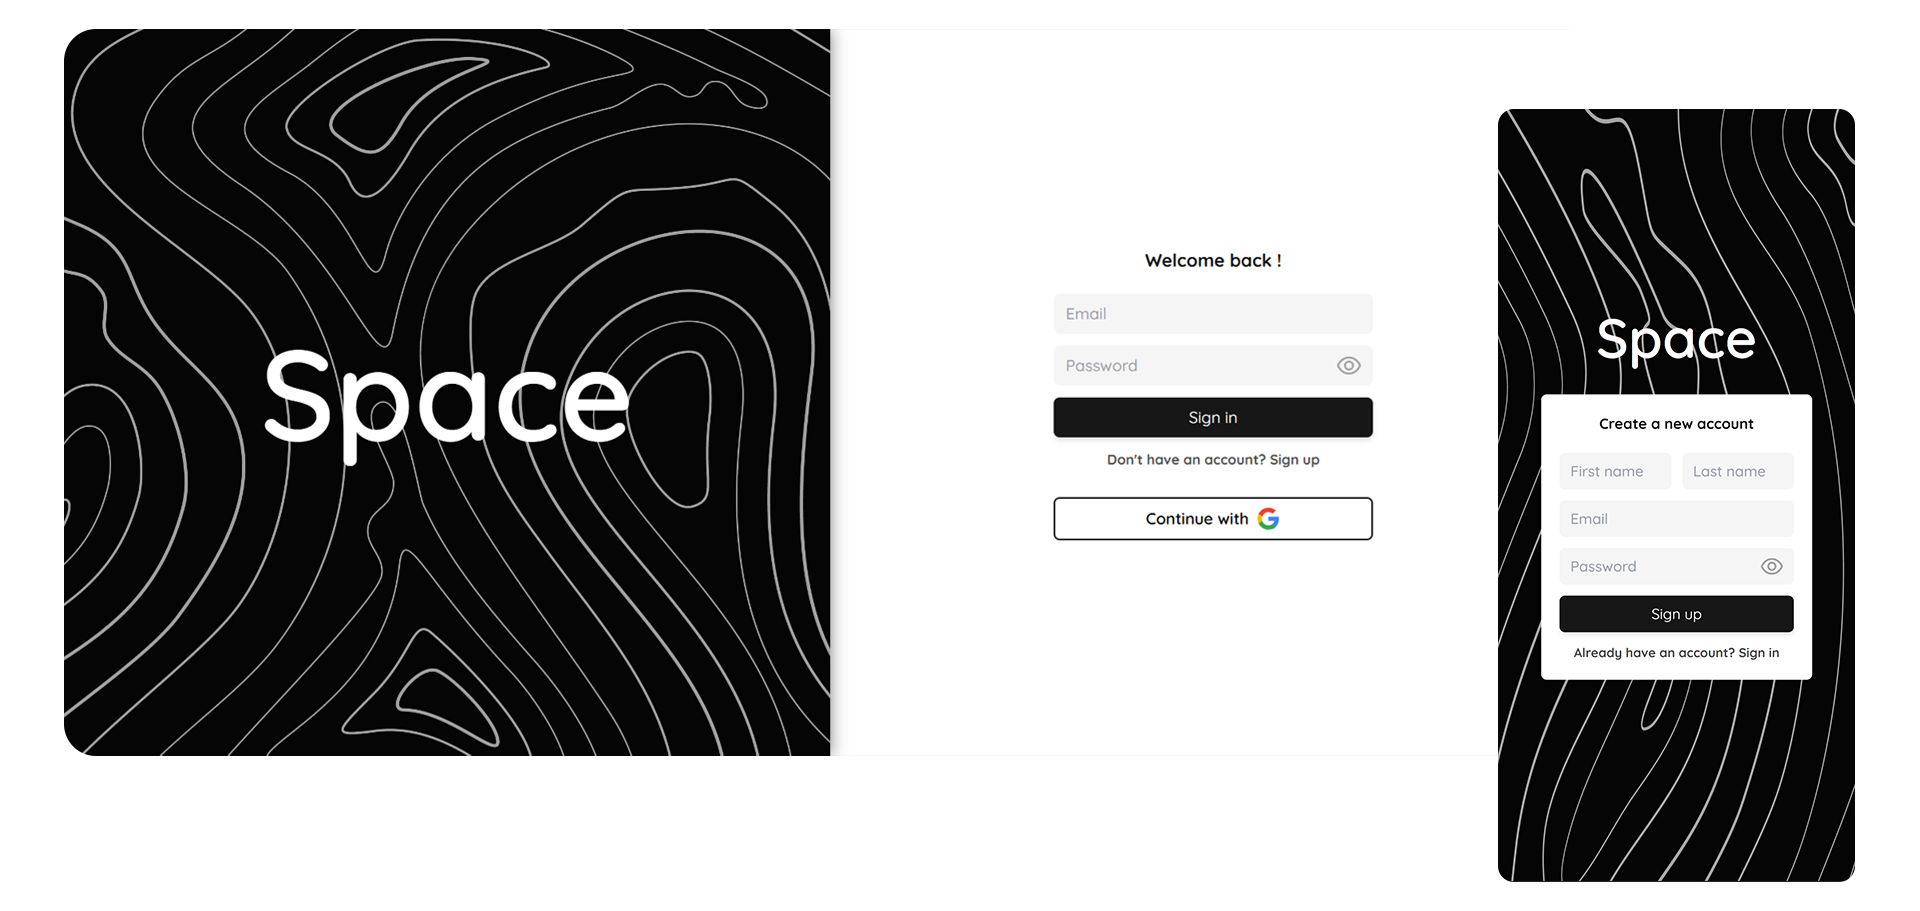 Space
Welcome back !
Email
Password
Sign in
Don't have an account? Sign up
Continue with
Space
Create a new account
First name
Last name
Email
Password
Sign up
Already have an account? Sign in